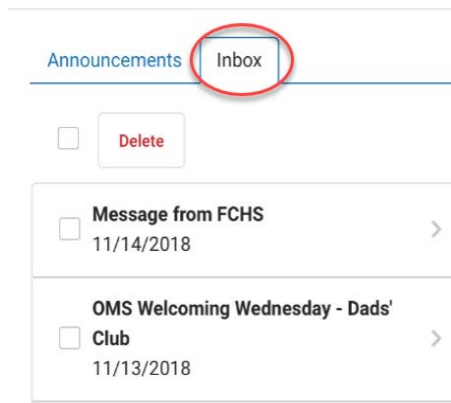 Announcements Inbox
Delete
Message from FCHS
11/14/2018
OMS Welcoming Wednesday - Dads'
Club
11/13/2018